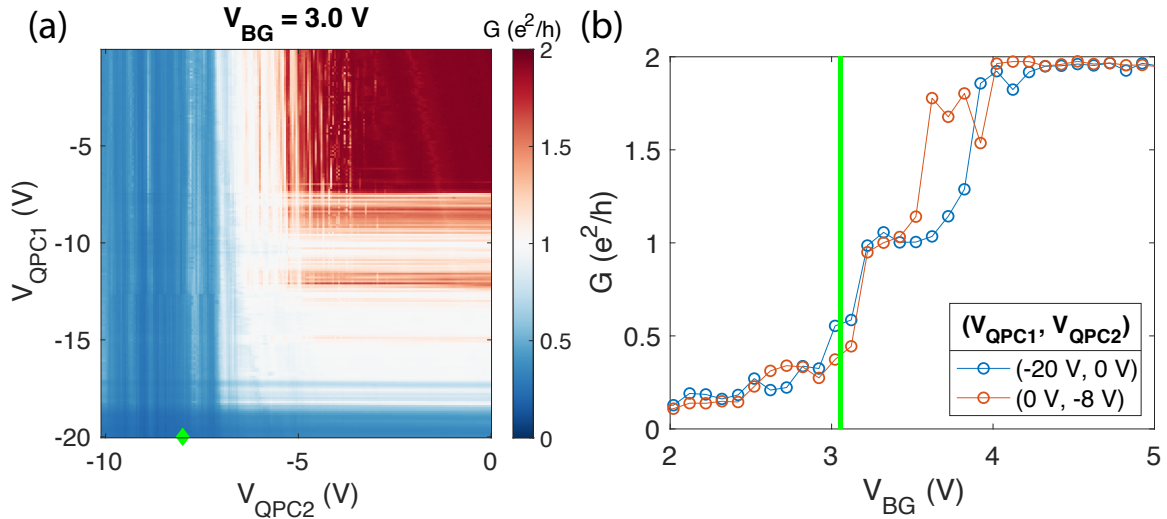 (a)
V_BG = 3.0 V
G (e²/h)
2
1.5
1
0.5
0
-5
-10
-15
-20
V_QPC1 (V)
-10
-5
0
V_QPC2 (V)
(b)
2
1.5
1
0.5
0
G (e²/h)
2
3
4
5
V_BG (V)
(V_QPC1, V_QPC2)
(-20 V, 0 V)
(0 V, -8 V)